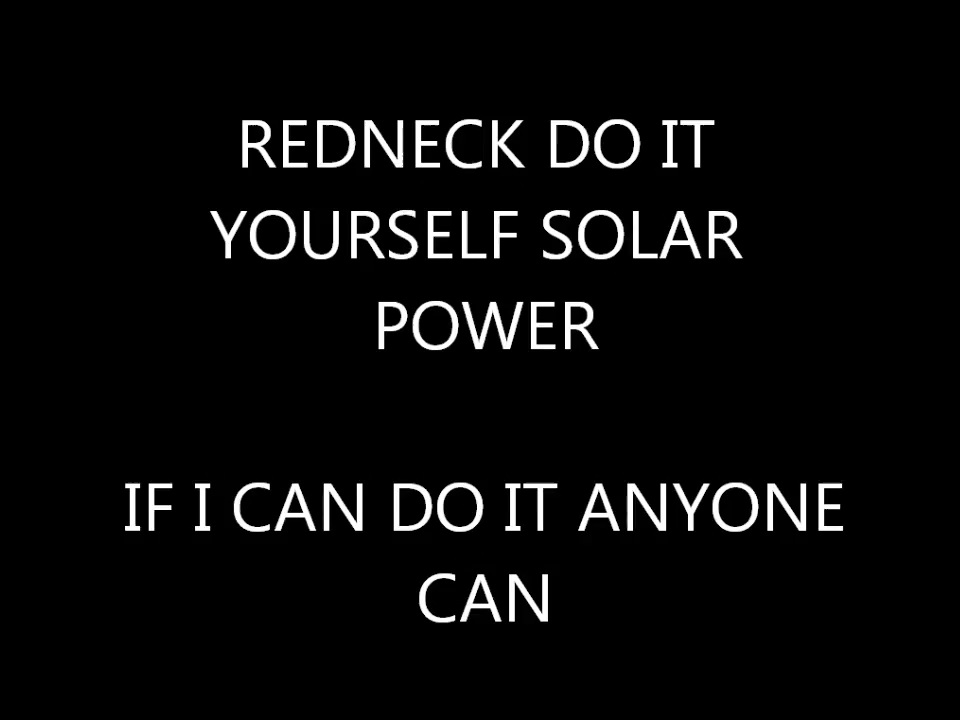 REDNECK DO IT
YOURSELF SOLAR
POWER
IF I CAN DO IT ANYONE
CAN